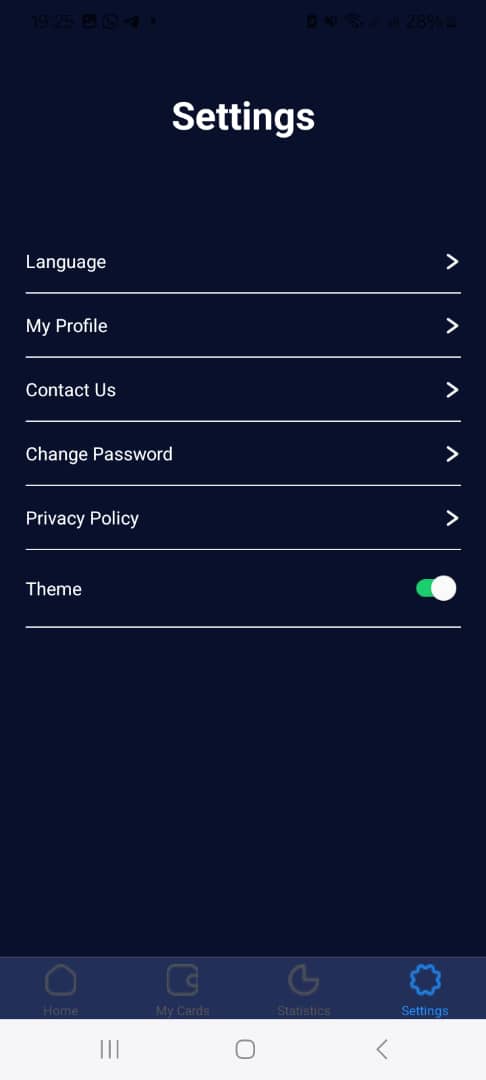 19:25 28%
Settings
Language
My Profile
Contact Us
Change Password
Privacy Policy
Theme
Home My Cards Statistics Settings